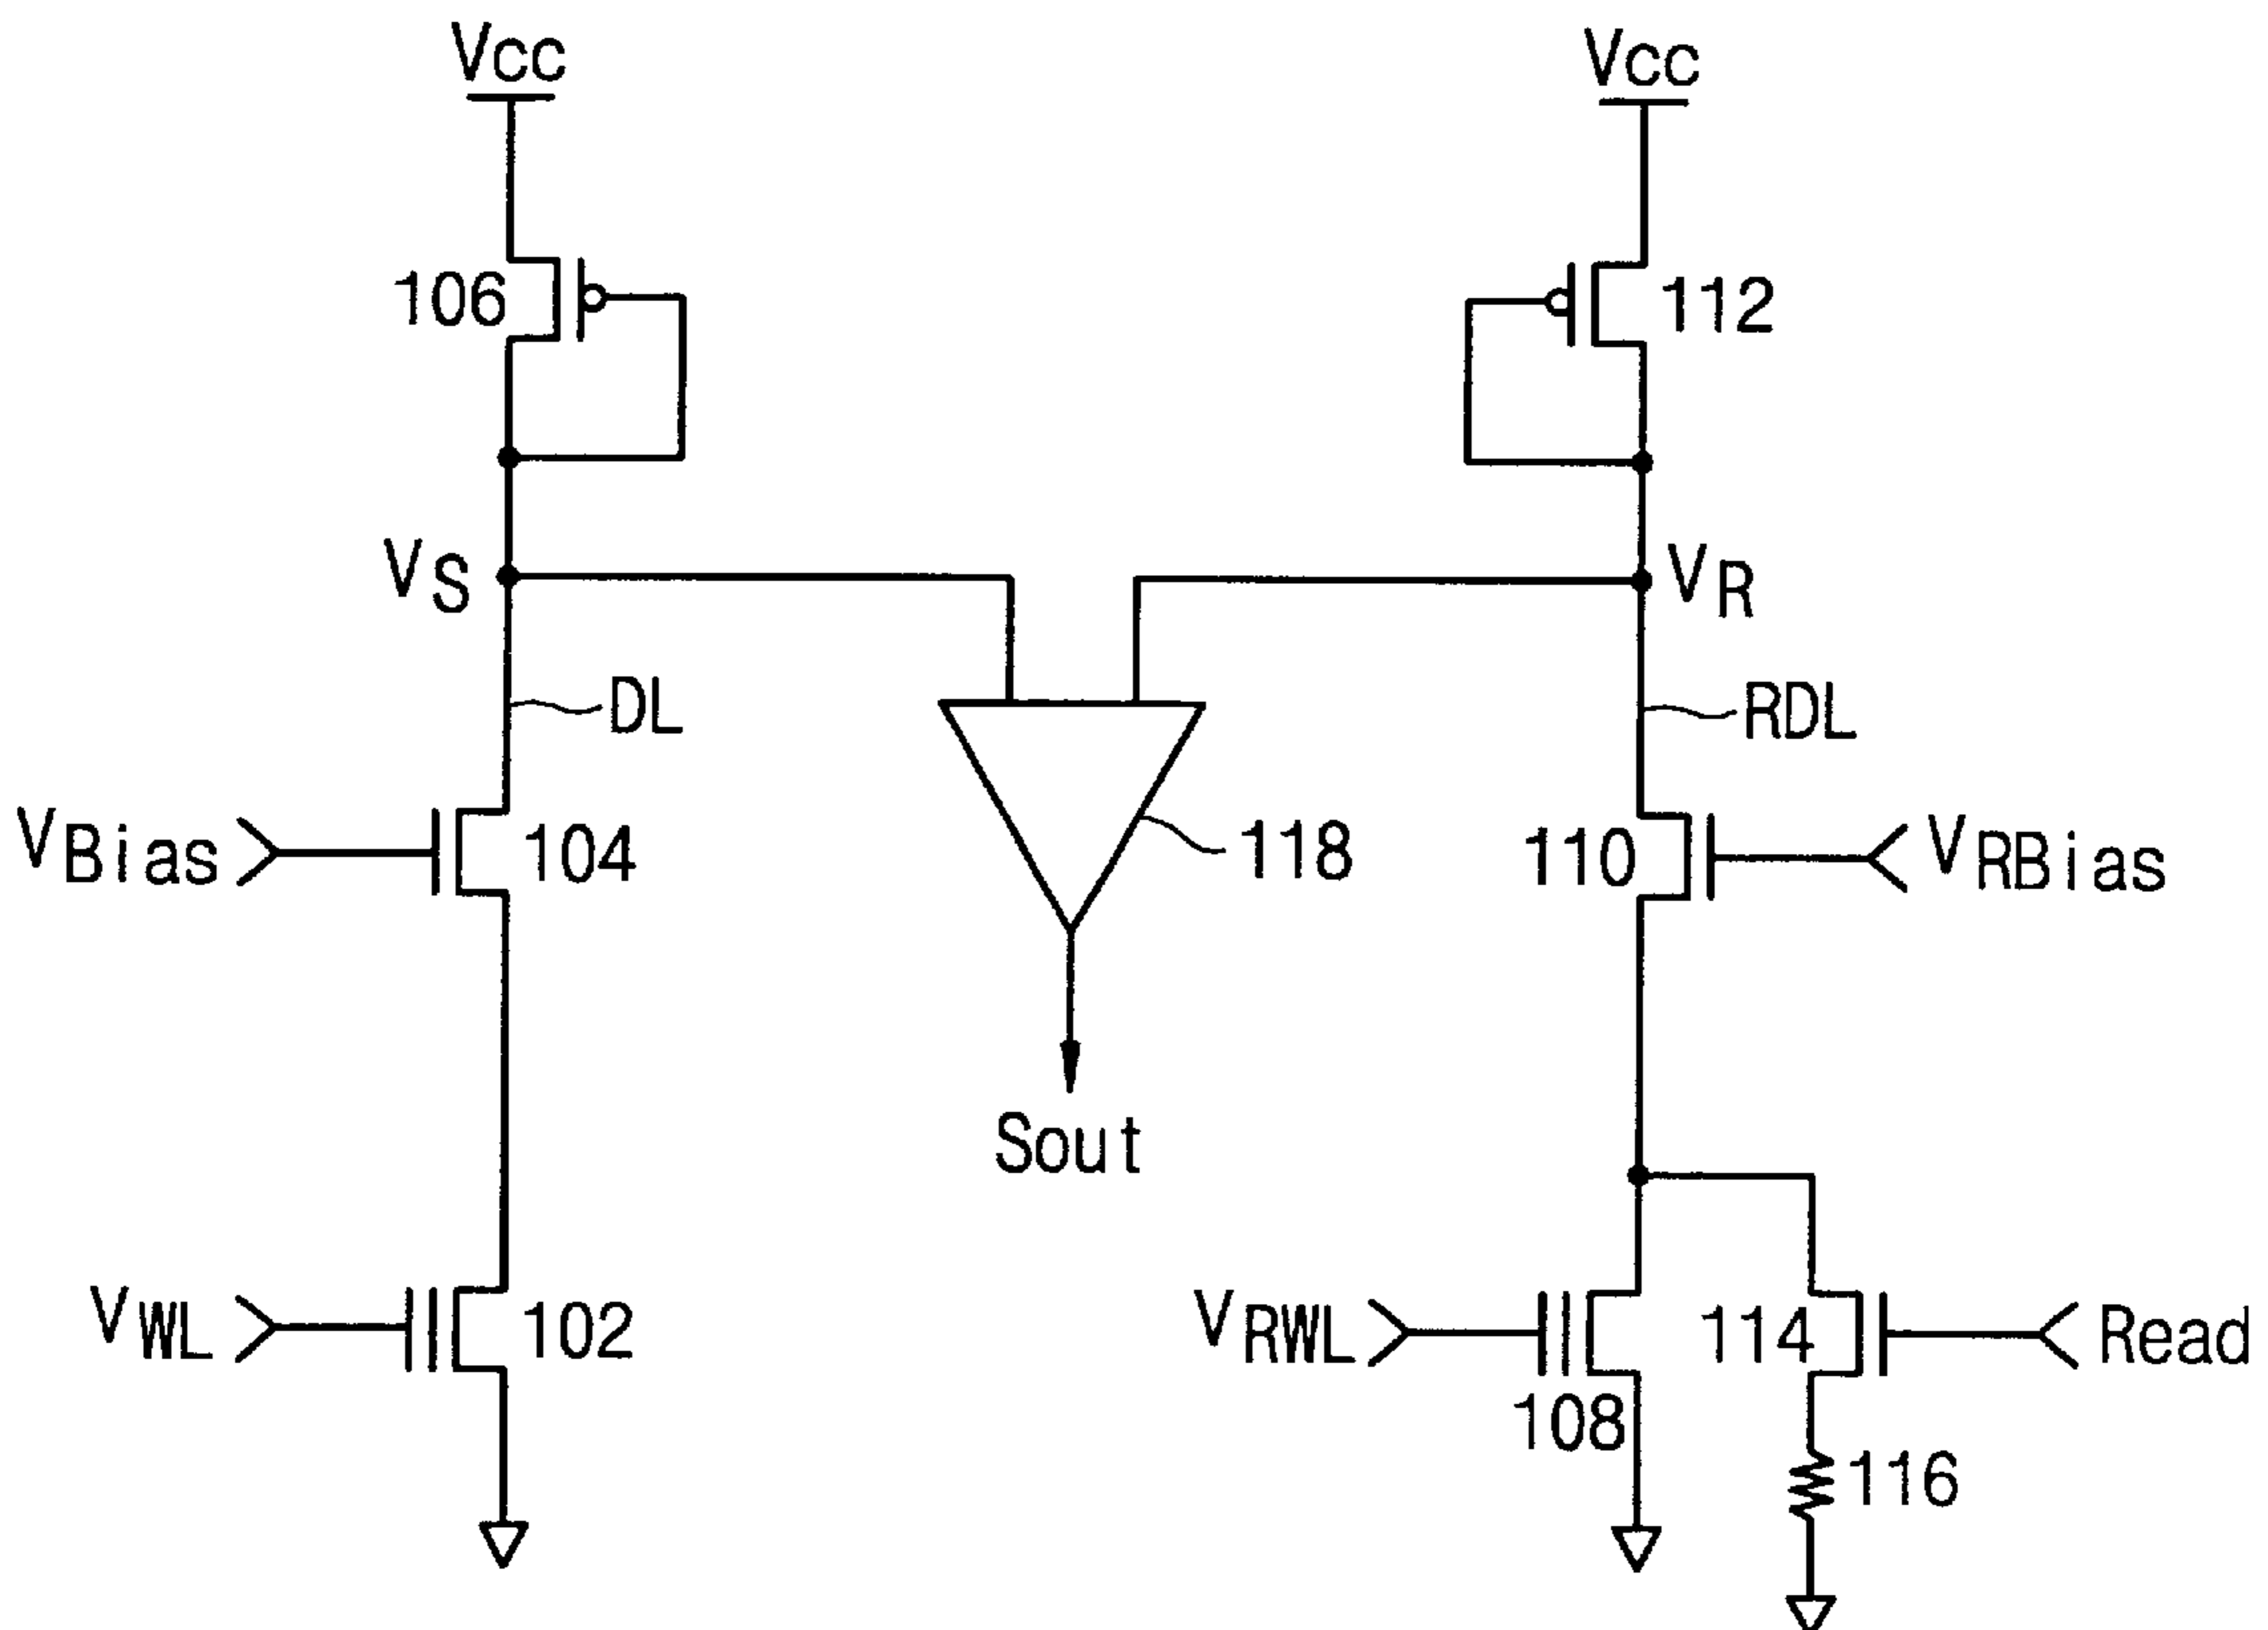 Vcc
Vcc
106
112
VS
VR
DL
RDL
VBias
104
118
110
VRBias
Sout
VWL
102
VRWL
108
114
Read
116